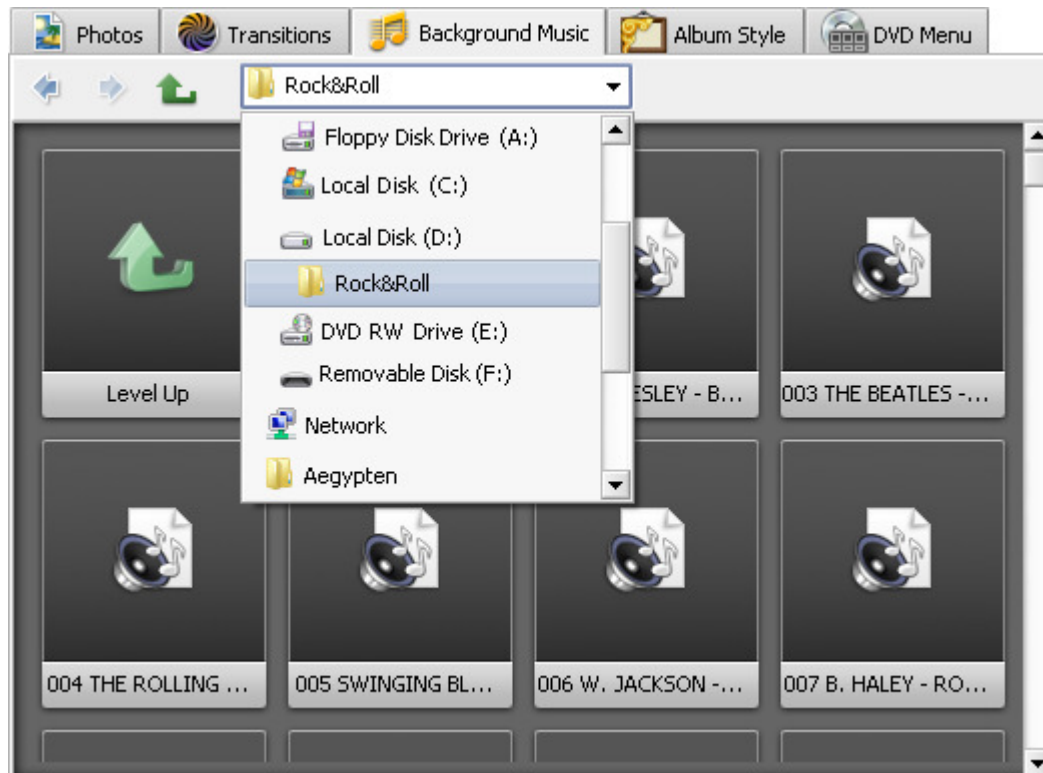 Photos Transitions Background Music Album Style DVD Menu
Rock&Roll
Floppy Disk Drive (A:)
Local Disk (C:)
Local Disk (D:)
Rock&Roll
DVD RW Drive (E:)
Removable Disk (F:)
Network
Aegypten
Level Up ESLEY - B... 003 THE BEATLES -...
004 THE ROLLING ... 005 SWINGING BL... 006 W. JACKSON -... 007 B. HALEY - RO...